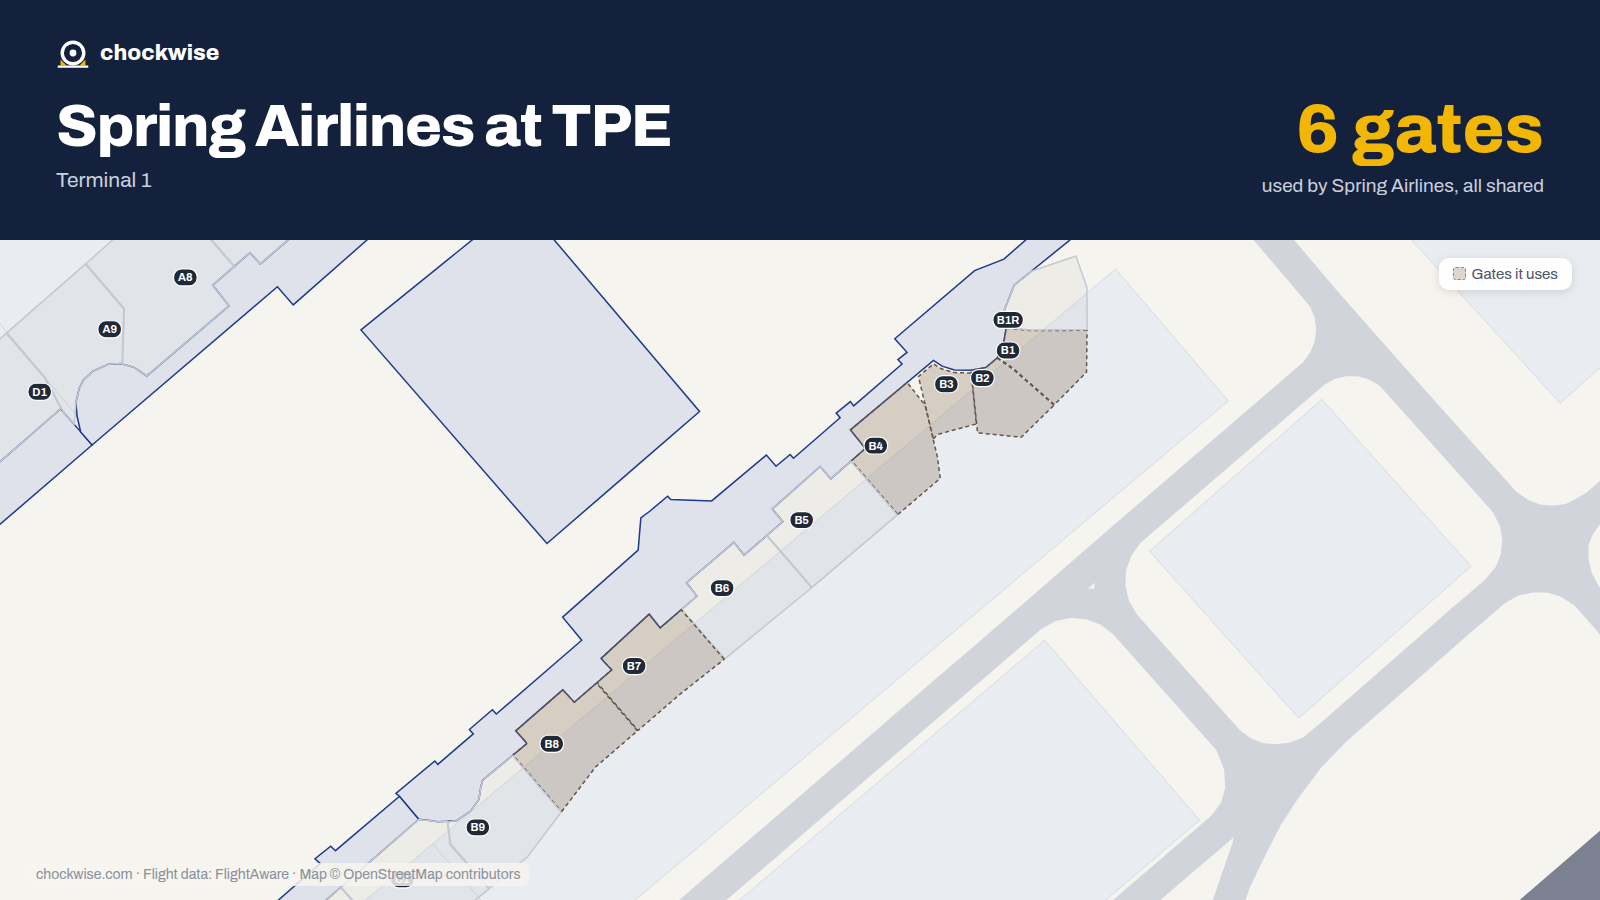 chockwise
Spring Airlines at TPE
Terminal 1
6 gates
used by Spring Airlines, all shared
Gates it uses
A8
A9
D1
B1R
B1
B2
B3
B4
B5
B6
B7
B8
B9
chockwise.com · Flight data: FlightAware · Map © OpenStreetMap contributors